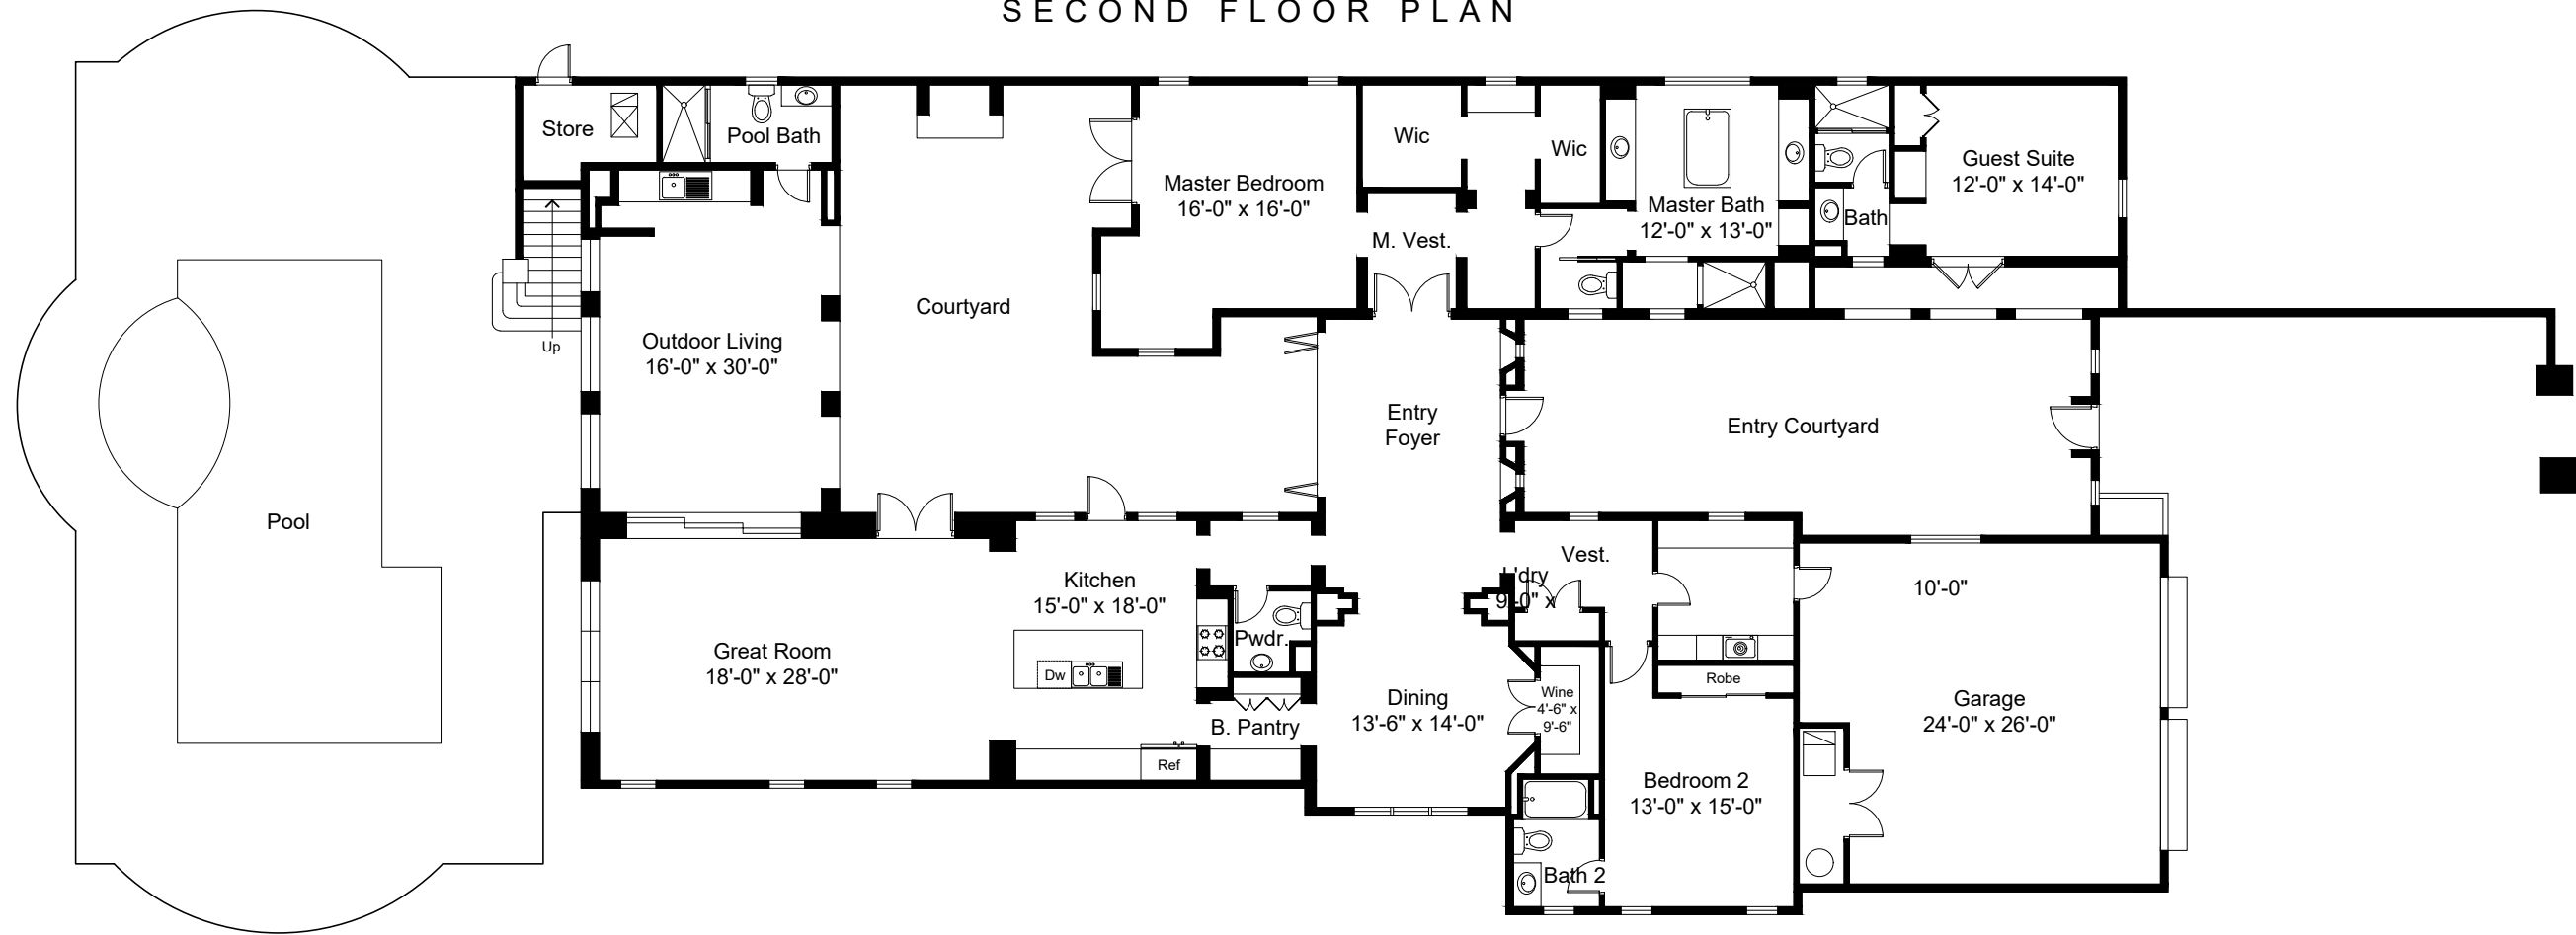 SECOND FLOOR PLAN
Store
Pool Bath
Wic
Wic
Master Bedroom
16'-0" x 16'-0"
Master Bath
12'-0" x 13'-0"
Guest Suite
12'-0" x 14'-0"
Bath
M. Vest.
Courtyard
Up
Outdoor Living
16'-0" x 30'-0"
Entry
Foyer
Entry Courtyard
Pool
Vest.
L'dry
9'-0" x
10'-0"
Kitchen
15'-0" x 18'-0"
Pwdr.
Great Room
18'-0" x 28'-0"
Dw
Robe
Wine
4'-6" x
9'-6"
Dining
13'-6" x 14'-0"
Garage
24'-0" x 26'-0"
B. Pantry
Ref
Bedroom 2
13'-0" x 15'-0"
Bath 2